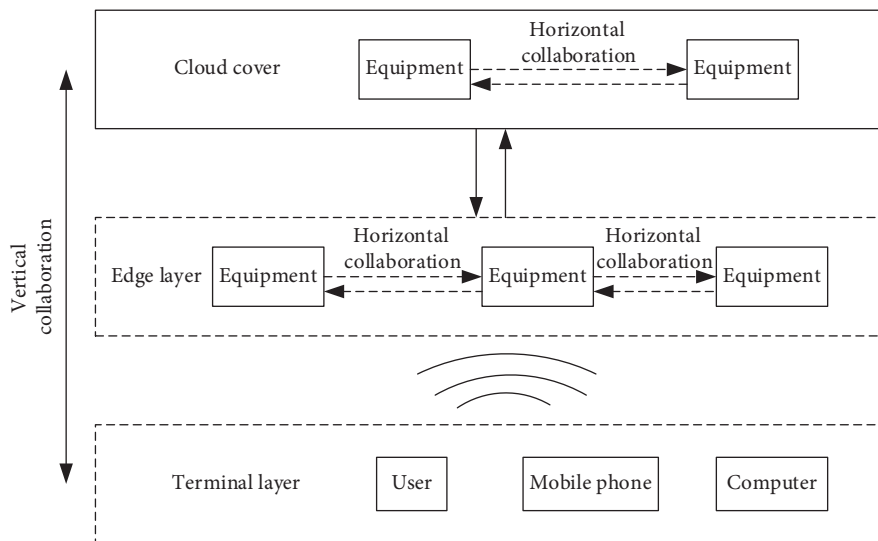 Horizontal
collaboration
Cloud cover
Equipment
Equipment
Vertical
collaboration
Horizontal
collaboration
Horizontal
collaboration
Edge layer
Equipment
Equipment
Equipment
Terminal layer
User
Mobile phone
Computer